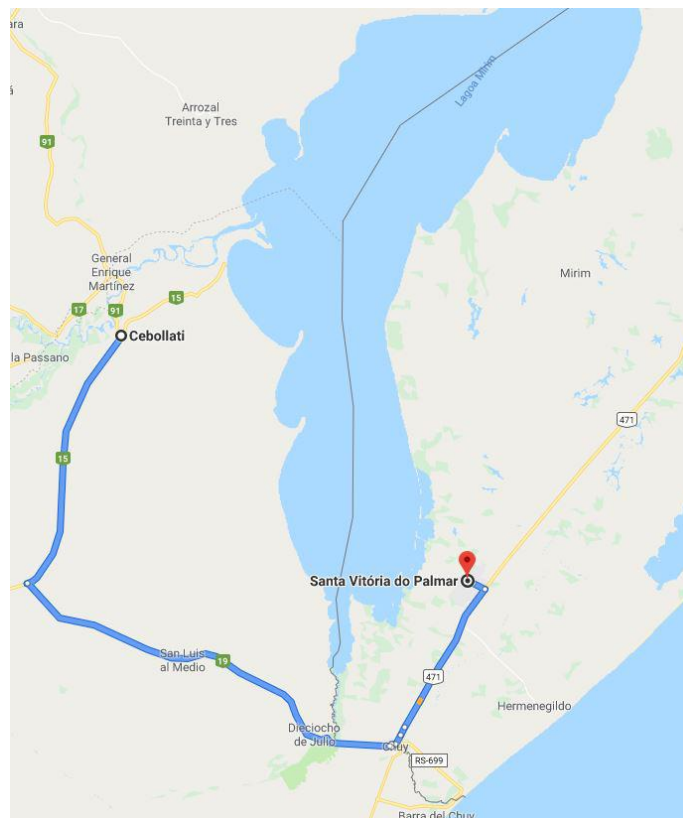 ara
á
Arrozal
Treinta y Tres
Lagoa Mirim
91
General
Enrique
Martínez
Mirim
15
17
91
Cebollati
la Passano
471
15
Santa Vitória do Palmar
San Luis
al Medio
19
471
Hermenegildo
Dieciocho
de Julio
Chuy
RS-699
Barra del Chuy